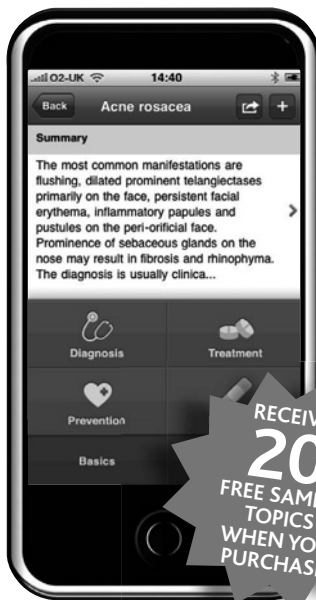 O2-UK 14:40
Back Acne rosacea +
Summary
The most common manifestations are
flushing, dilated prominent telangiectases
primarily on the face, persistent facial
erythema, inflammatory papules and
pustules on the peri-orificial face.
Prominence of sebaceous glands on the
nose may result in fibrosis and rhinophyma.
The diagnosis is usually clinica...
Diagnosis Treatment
Prevention
Basics
RECEIV
20
FREE SAM
TOPICS
WHEN YO
PURCHAS